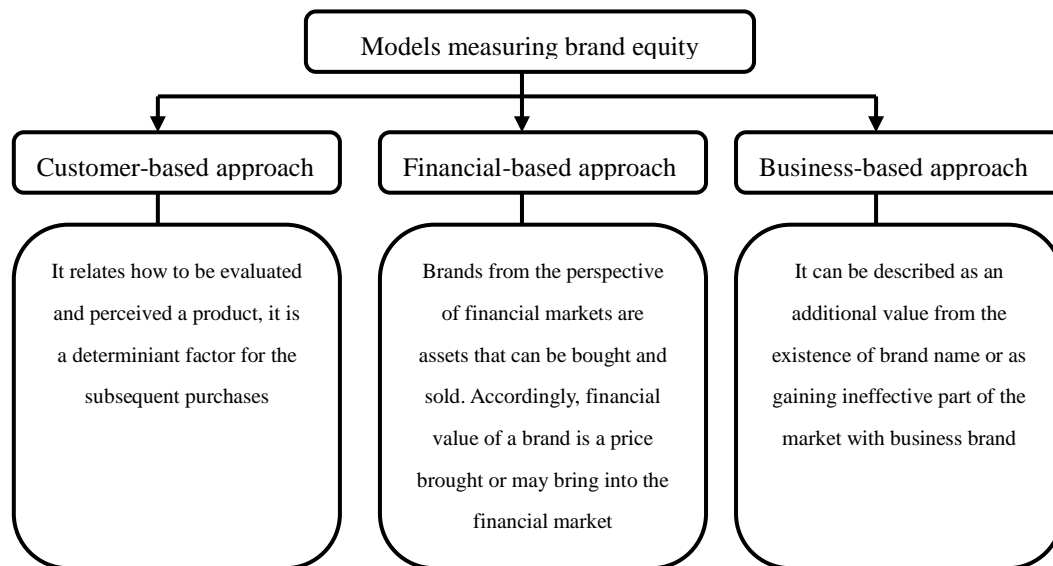 Models measuring brand equity
Customer-based approach
Financial-based approach
Business-based approach
It relates how to be evaluated
and perceived a product, it is
a determiniant factor for the
subsequent purchases
Brands from the perspective
of financial markets are
assets that can be bought and
sold. Accordingly, financial
value of a brand is a price
brought or may bring into the
financial market
It can be described as an
additional value from the
existence of brand name or as
gaining ineffective part of the
market with business brand